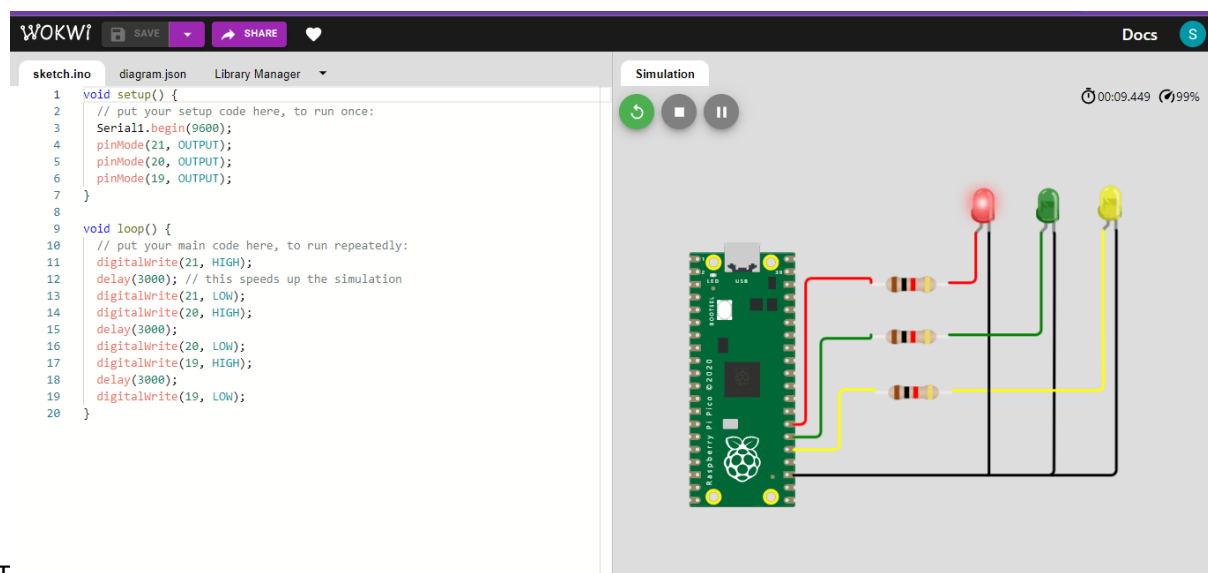 WOKWI SAVE SHARE Docs S
sketch.ino diagram.json Library Manager
Simulation
00:09.449 99%
1 void setup() {
2 // put your setup code here, to run once:
3 Serial1.begin(9600);
4 pinMode(21, OUTPUT);
5 pinMode(20, OUTPUT);
6 pinMode(19, OUTPUT);
7 }
8
9 void loop() {
10 // put your main code here, to run repeatedly:
11 digitalWrite(21, HIGH);
12 delay(3000); // this speeds up the simulation
13 digitalWrite(21, LOW);
14 digitalWrite(20, HIGH);
15 delay(3000);
16 digitalWrite(20, LOW);
17 digitalWrite(19, HIGH);
18 delay(3000);
19 digitalWrite(19, LOW);
20 }
LED USB
BOOTSEL
Raspberry Pi Pico ©2020
1
2